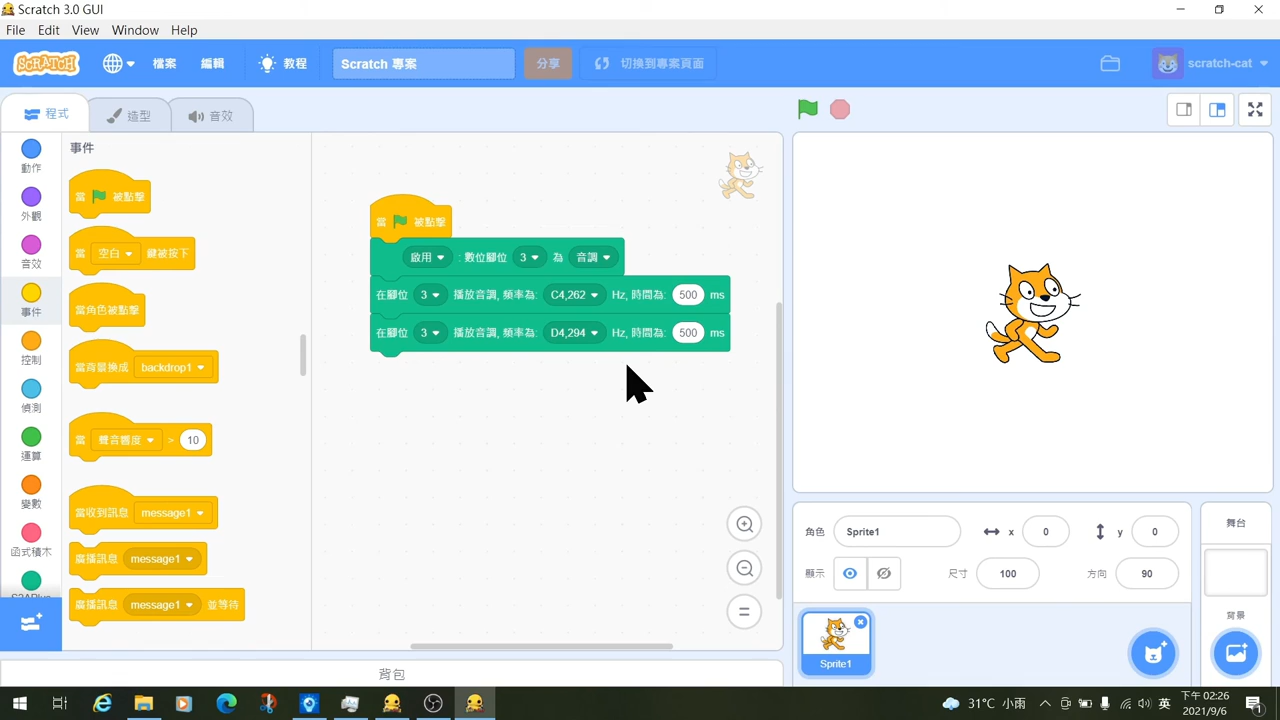 Scratch 3.0 GUI
File Edit View Window Help
SCRATCH 檔案 編輯 教程 Scratch 專案 分享 切換到專案頁面 scratch-cat
程式 造型 音效
動作
外觀
音效
事件
控制
偵測
運算
變數
函式積木
事件
當 被點擊
當 空白 鍵被按下
當角色被點擊
當背景換成 backdrop1
當 聲音響度 > 10
當收到訊息 message1
廣播訊息 message1
廣播訊息 message1 並等待
當 被點擊
啟用 : 數位腳位 3 為 音調
在腳位 3 播放音調, 頻率為: C4,262 Hz, 時間為: 500 ms
在腳位 3 播放音調, 頻率為: D4,294 Hz, 時間為: 500 ms
背包
角色 Sprite1 x 0 y 0
顯示 尺寸 100 方向 90
Sprite1
舞台
背景
31°C 小雨 英 下午 02:26
2021/9/6
1